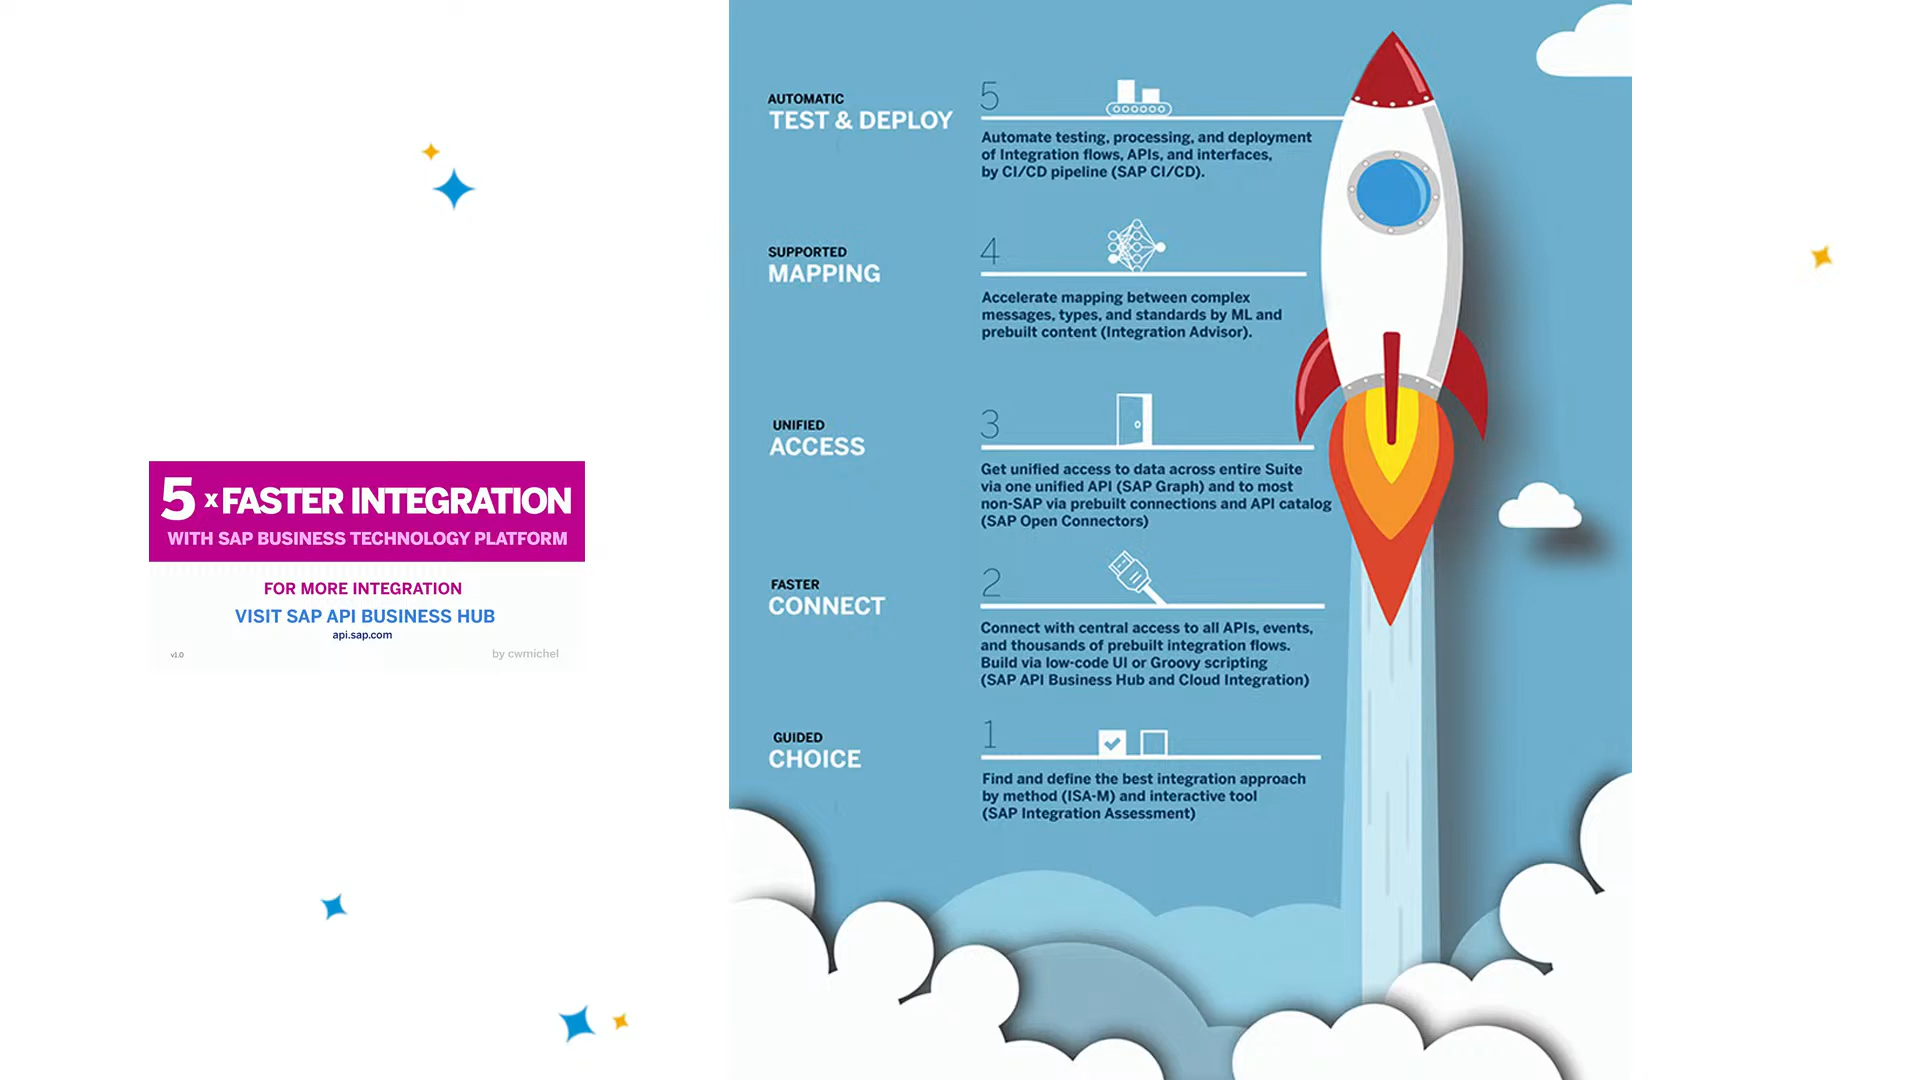 5 x FASTER INTEGRATION
WITH SAP BUSINESS TECHNOLOGY PLATFORM
FOR MORE INTEGRATION
VISIT SAP API BUSINESS HUB
api.sap.com
v1.0
by cwmichel
AUTOMATIC
TEST & DEPLOY
5
Automate testing, processing, and deployment
of Integration flows, APIs, and interfaces,
by CI/CD pipeline (SAP CI/CD).
SUPPORTED
MAPPING
4
Accelerate mapping between complex
messages, types, and standards by ML and
prebuilt content (Integration Advisor).
UNIFIED
ACCESS
3
Get unified access to data across entire Suite
via one unified API (SAP Graph) and to most
non-SAP via prebuilt connections and API catalog
(SAP Open Connectors)
FASTER
CONNECT
2
Connect with central access to all APIs, events,
and thousands of prebuilt integration flows.
Build via low-code UI or Groovy scripting
(SAP API Business Hub and Cloud Integration)
GUIDED
CHOICE
1
Find and define the best integration approach
by method (ISA-M) and interactive tool
(SAP Integration Assessment)